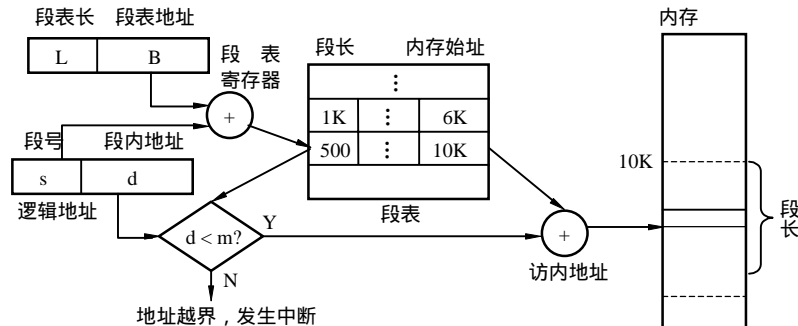 段表长 段表地址
L B
段 表
寄存器
+
段号 段内地址
s d
逻辑地址
段长 内存始址
⋮
1K ⋮ 6K
500 ⋮ 10K
段表
d < m?
Y
N
地址越界，发生中断
+
访内地址
内存
10K
段
长